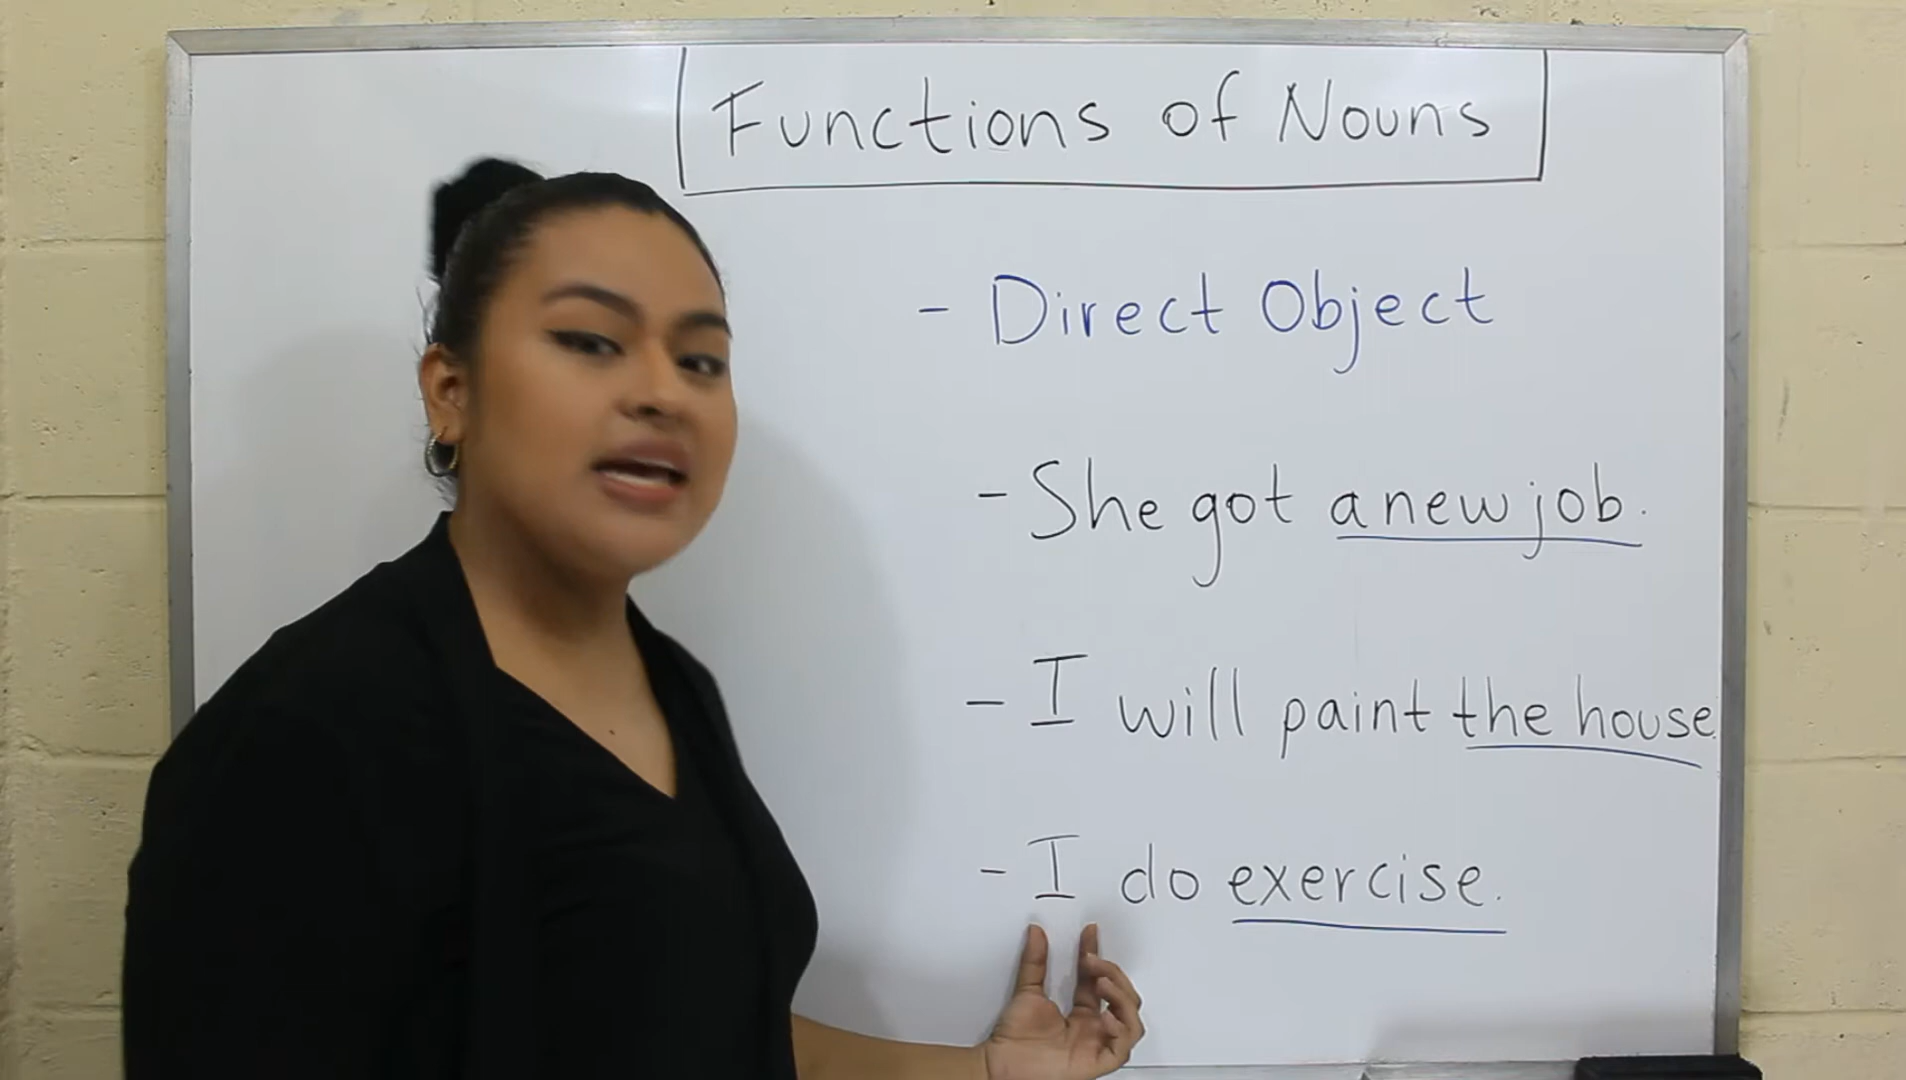 Functions of Nouns
- Direct Object
- She got a new job.
- I will paint the house.
- I do exercise.